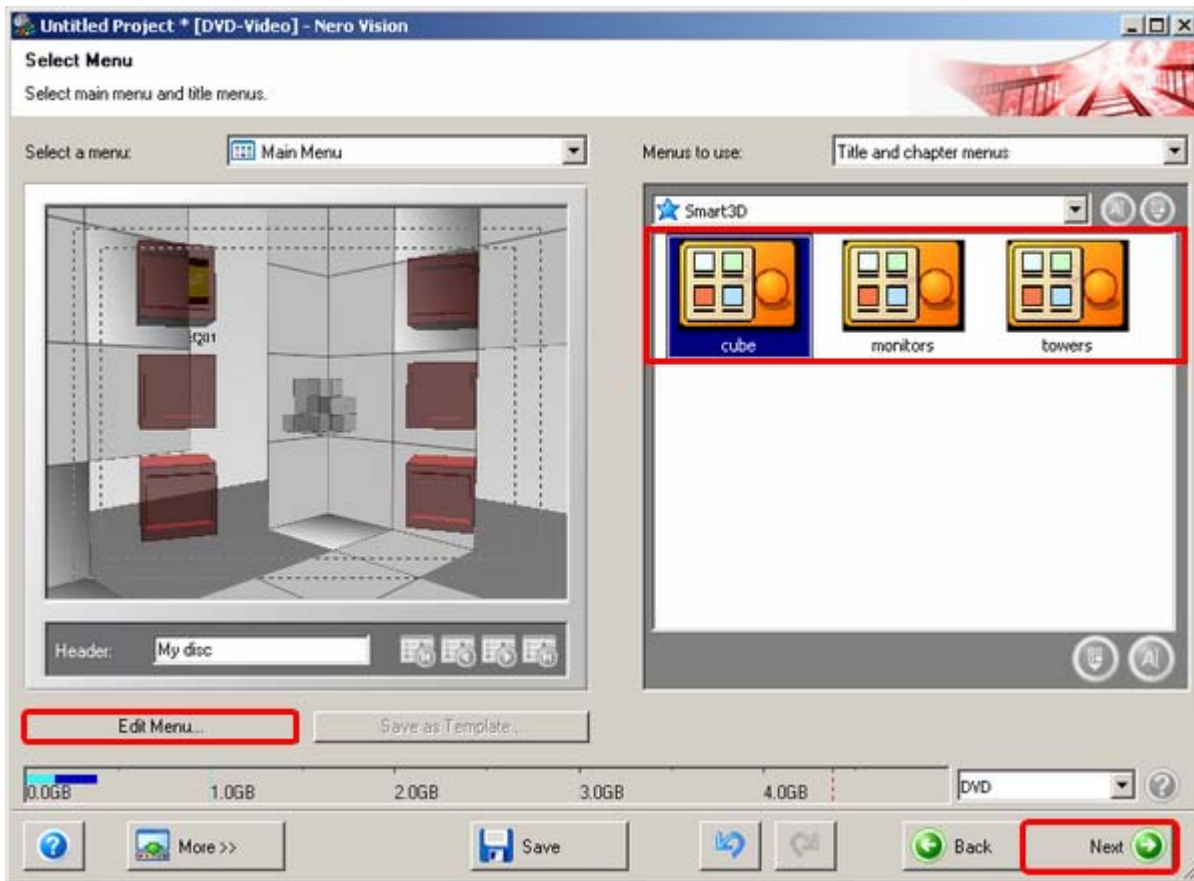 Untitled Project * [DVD-Video] - Nero Vision
Select Menu
Select main menu and title menus.
Select a menu:
Main Menu
Menus to use:
Title and chapter menus
Smart3D
cube
monitors
towers
Header:
My disc
Edit Menu...
Save as Template...
0.0GB
1.0GB
2.0GB
3.0GB
4.0GB
DVD
More >>
Save
Back
Next